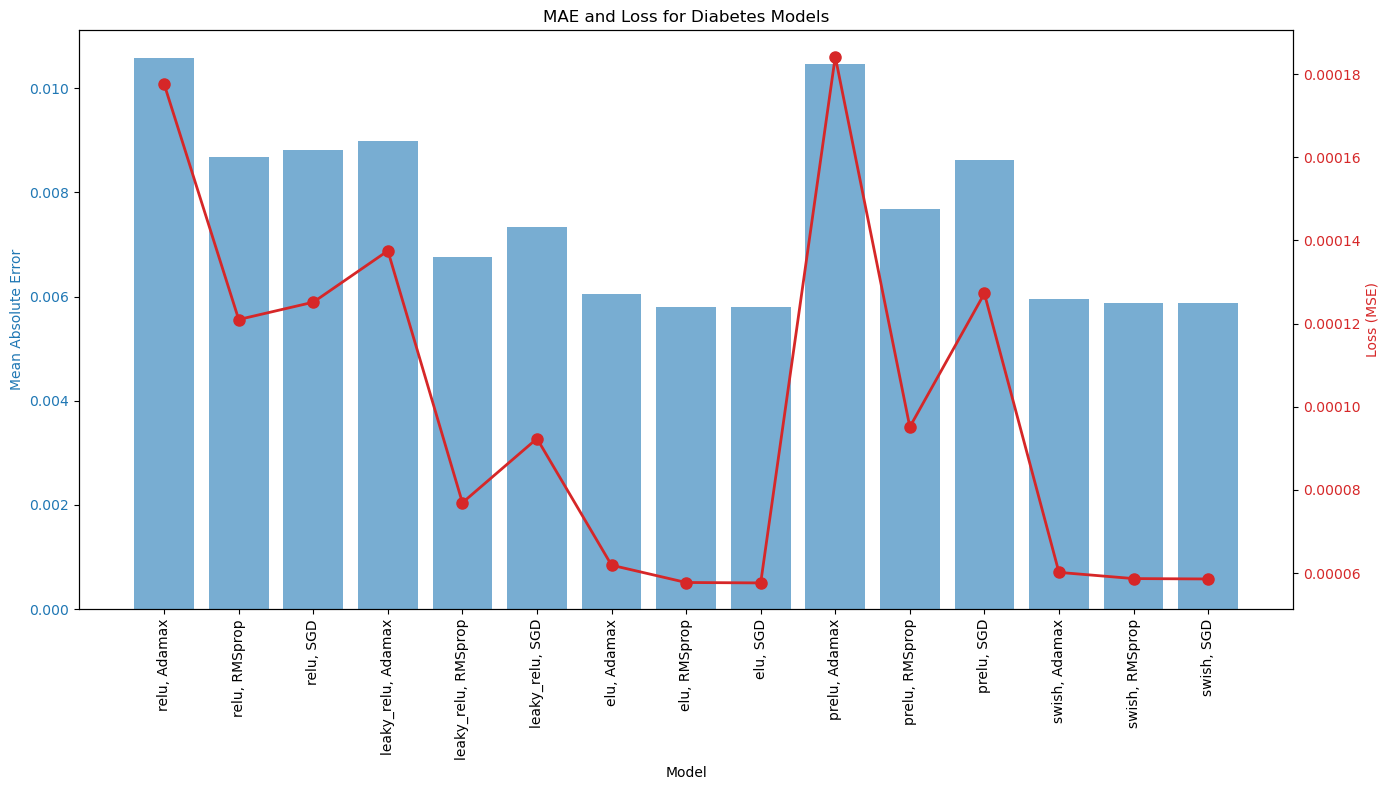 MAE and Loss for Diabetes Models
Mean Absolute Error
0.010
0.008
0.006
0.004
0.002
0.000
0.00018
0.00016
0.00014
0.00012
0.00010
0.00008
0.00006
Loss (MSE)
relu, Adamax
relu, RMSprop
relu, SGD
leaky_relu, Adamax
leaky_relu, RMSprop
leaky_relu, SGD
elu, Adamax
elu, RMSprop
elu, SGD
prelu, Adamax
prelu, RMSprop
prelu, SGD
swish, Adamax
swish, RMSprop
swish, SGD
Model